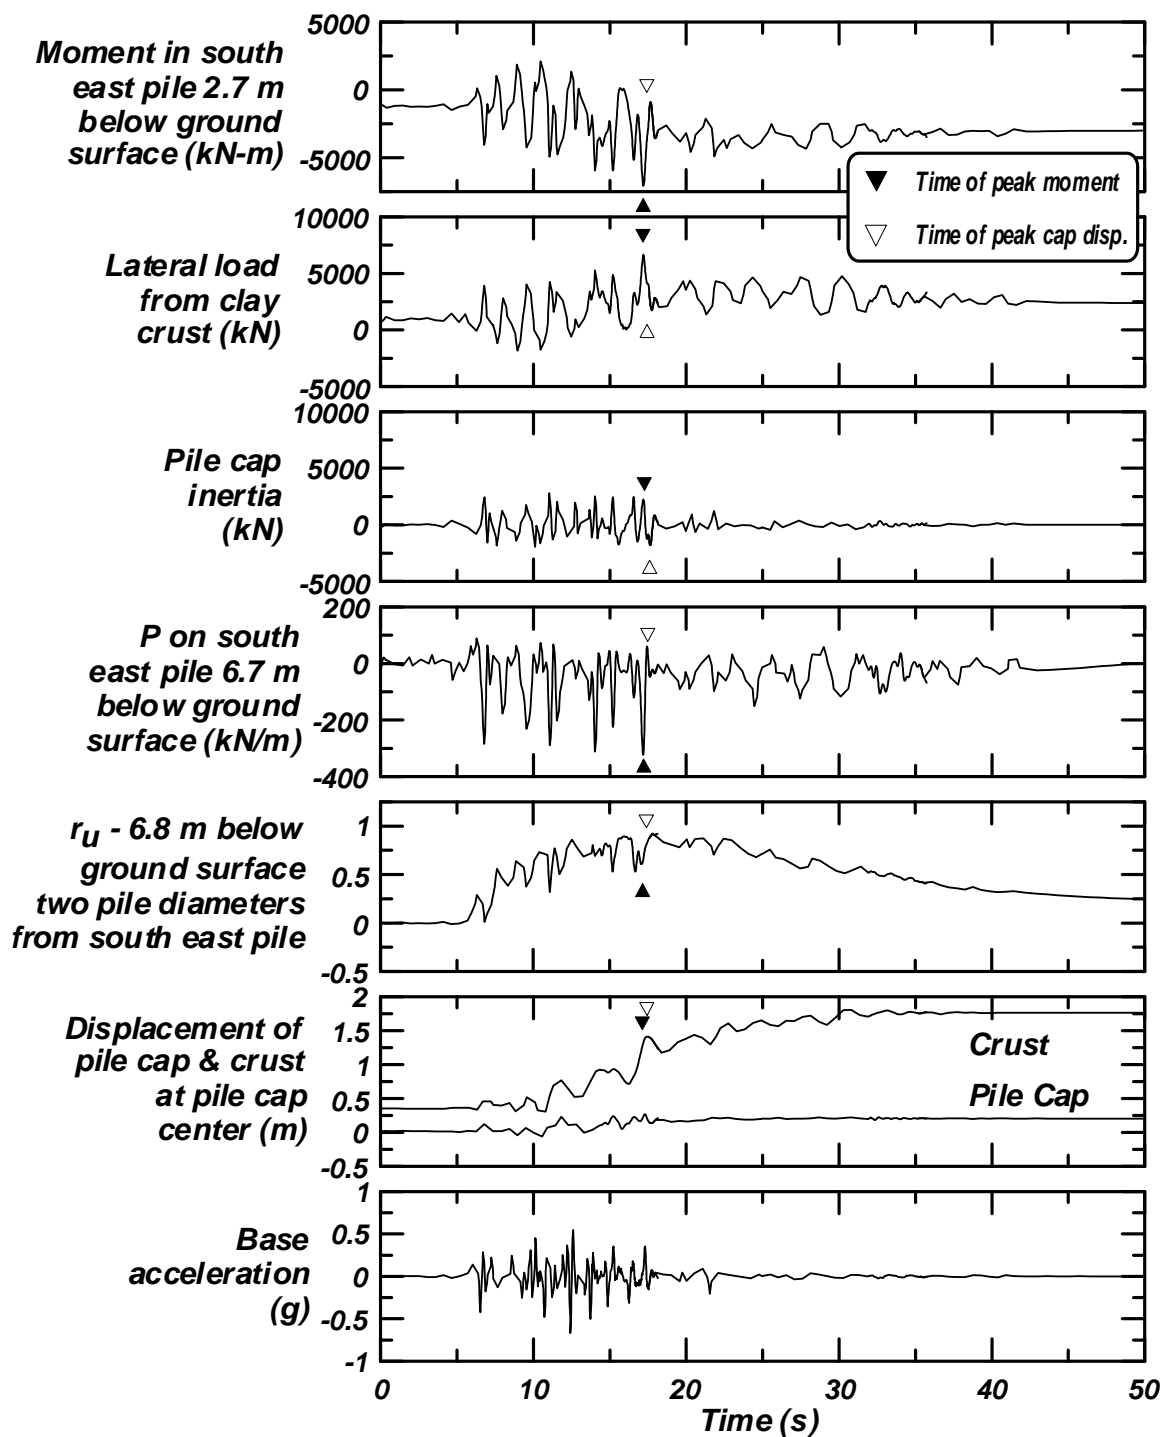 Moment in south
east pile 2.7 m
below ground
surface (kN-m)
5000
0
-5000
Time of peak moment
Time of peak cap disp.
Lateral load
from clay
crust (kN)
10000
5000
0
-5000
Pile cap
inertia
(kN)
10000
5000
0
-5000
P on south
east pile 6.7 m
below ground
surface (kN/m)
200
0
-200
-400
ru - 6.8 m below
ground surface
two pile diameters
from south east pile
1
0.5
0
-0.5
Displacement of
pile cap & crust
at pile cap
center (m)
2
1.5
1
0.5
0
-0.5
Crust
Pile Cap
Base
acceleration
(g)
1
0.5
0
-0.5
-1
0 10 20 30 40 50
Time (s)